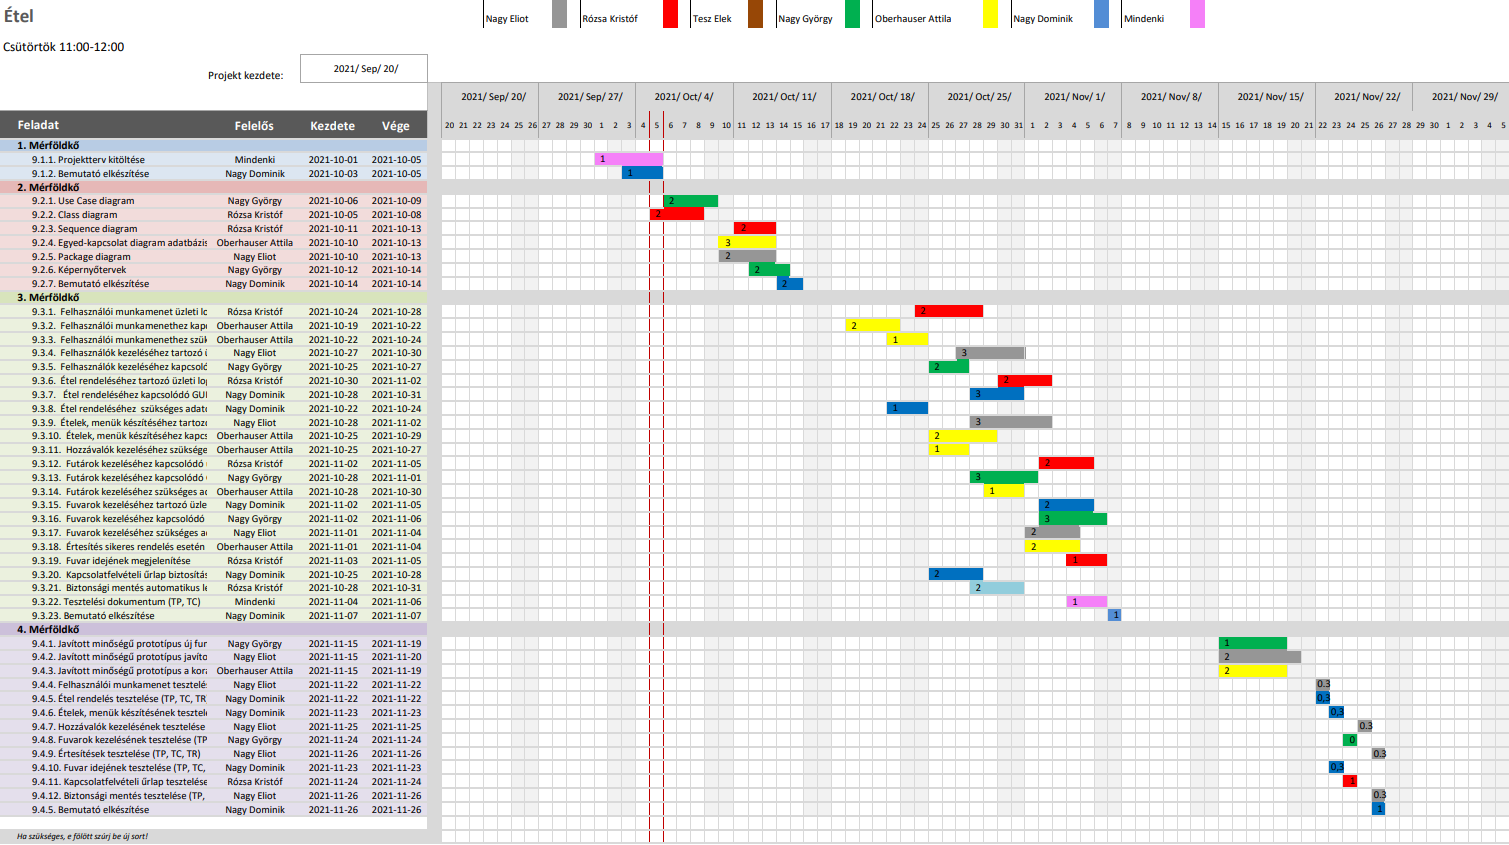 Étel
Nagy Eliot Rózsa Kristóf Tesz Elek Nagy György Oberhauser Attila Nagy Dominik Mindenki
Csütörtök 11:00-12:00
Projekt kezdete: 2021/ Sep/ 20/
2021/ Sep/ 20/ 2021/ Sep/ 27/ 2021/ Oct/ 4/ 2021/ Oct/ 11/ 2021/ Oct/ 18/ 2021/ Oct/ 25/ 2021/ Nov/ 1/ 2021/ Nov/ 8/ 2021/ Nov/ 15/ 2021/ Nov/ 22/ 2021/ Nov/ 29/
Feladat Felelős Kezdete Vége 20 21 22 23 24 25 26 27 28 29 30 1 2 3 4 5 6 7 8 9 10 11 12 13 14 15 16 17 18 19 20 21 22 23 24 25 26 27 28 29 30 31 1 2 3 4 5 6 7 8 9 10 11 12 13 14 15 16 17 18 19 20 21 22 23 24 25 26 27 28 29 30 1 2 3 4 5
1. Mérföldkő
9.1.1. Projektterv kitöltése Mindenki 2021-10-01 2021-10-05 1
9.1.2. Bemutató elkészítése Nagy Dominik 2021-10-03 2021-10-05 1
2. Mérföldkő
9.2.1. Use Case diagram Nagy György 2021-10-06 2021-10-09 2
9.2.2. Class diagram Rózsa Kristóf 2021-10-05 2021-10-08 2
9.2.3. Sequence diagram Rózsa Kristóf 2021-10-11 2021-10-13 2
9.2.4. Egyed-kapcsolat diagram adatbázis Oberhauser Attila 2021-10-10 2021-10-13 3
9.2.5. Package diagram Nagy Eliot 2021-10-10 2021-10-13 2
9.2.6. Képernyőtervek Nagy György 2021-10-12 2021-10-14 2
9.2.7. Bemutató elkészítése Nagy Dominik 2021-10-14 2021-10-14 2
3. Mérföldkő
9.3.1. Felhasználói munkamenet üzleti lo Rózsa Kristóf 2021-10-24 2021-10-28 2
9.3.2. Felhasználói munkamenethez kap Oberhauser Attila 2021-10-19 2021-10-22 2
9.3.3. Felhasználói munkamenethez szük Oberhauser Attila 2021-10-22 2021-10-24 1
9.3.4. Felhasználók kezeléséhez tartozó ü Nagy Eliot 2021-10-27 2021-10-30 3
9.3.5. Felhasználók kezeléséhez kapcsoló Nagy György 2021-10-25 2021-10-27 2
9.3.6. Étel rendeléséhez tartozó üzleti lo Rózsa Kristóf 2021-10-30 2021-11-02 2
9.3.7. Étel rendeléséhez kapcsolódó GUI Nagy Dominik 2021-10-28 2021-10-31 3
9.3.8. Étel rendeléséhez szükséges adat Nagy Dominik 2021-10-22 2021-10-24 1
9.3.9. Ételek, menük készítéséhez tartoz Nagy Eliot 2021-10-28 2021-11-02 3
9.3.10. Ételek, menük készítéséhez kapcs Oberhauser Attila 2021-10-25 2021-10-29 2
9.3.11. Hozzávalók kezeléséhez szüksége Oberhauser Attila 2021-10-25 2021-10-27 1
9.3.12. Futárok kezeléséhez kapcsolódó Rózsa Kristóf 2021-11-02 2021-11-05 2
9.3.13. Futárok kezeléséhez kapcsolódó Nagy György 2021-10-28 2021-11-01 3
9.3.14. Futárok kezeléséhez szükséges a Oberhauser Attila 2021-10-28 2021-10-30 1
9.3.15. Fuvarok kezeléséhez tartozó üzle Nagy Dominik 2021-11-02 2021-11-05 2
9.3.16. Fuvarok kezeléséhez kapcsolódó Nagy György 2021-11-02 2021-11-06 3
9.3.17. Fuvarok kezeléséhez szükséges a Nagy Eliot 2021-11-01 2021-11-04 2
9.3.18. Értesítés sikeres rendelés esetén Oberhauser Attila 2021-11-01 2021-11-04 2
9.3.19. Fuvar idejének megjelenítése Rózsa Kristóf 2021-11-03 2021-11-05 1
9.3.20. Kapcsolatfelvételi űrlap biztosítás Nagy Dominik 2021-10-25 2021-10-28 2
9.3.21. Biztonsági mentés automatikus l Rózsa Kristóf 2021-10-28 2021-10-31 2
9.3.22. Tesztelési dokumentum (TP, TC) Mindenki 2021-11-04 2021-11-06 1
9.3.23. Bemutató elkészítése Nagy Dominik 2021-11-07 2021-11-07 1
4. Mérföldkő
9.4.1. Javított minőségű prototípus új fur Nagy György 2021-11-15 2021-11-19 1
9.4.2. Javított minőségű prototípus javíto Nagy Eliot 2021-11-15 2021-11-20 2
9.4.3. Javított minőségű prototípus a kora Oberhauser Attila 2021-11-15 2021-11-19 2
9.4.4. Felhasználói munkamenet tesztelé Nagy Eliot 2021-11-22 2021-11-22 0.3
9.4.5. Étel rendelés tesztelése (TP, TC, TR Nagy Dominik 2021-11-22 2021-11-22 0.3
9.4.6. Ételek, menük készítésének tesztel Nagy Dominik 2021-11-23 2021-11-23 0.3
9.4.7. Hozzávalók kezelésének tesztelése Nagy Eliot 2021-11-25 2021-11-25 0.3
9.4.8. Fuvarok kezelésének tesztelése (TP Nagy György 2021-11-24 2021-11-24 0
9.4.9. Értesítések tesztelése (TP, TC, TR) Nagy Eliot 2021-11-26 2021-11-26 0.3
9.4.10. Fuvar idejének tesztelése (TP, TC, Nagy Dominik 2021-11-23 2021-11-23 0.3
9.4.11. Kapcsolatfelvételi űrlap tesztelése Rózsa Kristóf 2021-11-24 2021-11-24 1
9.4.12. Biztonsági mentés tesztelése (TP, Nagy Eliot 2021-11-26 2021-11-26 0.3
9.4.5. Bemutató elkészítése Nagy Dominik 2021-11-26 2021-11-26 1
Ha szükséges, e fölött szúrj be új sort!